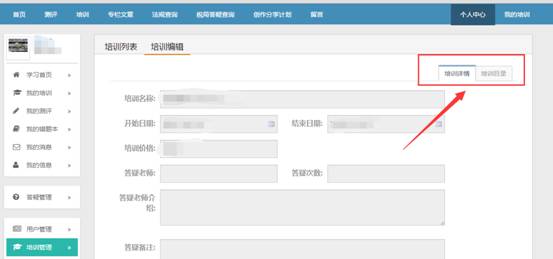 首页 测评 培训 专栏文章 法规查询 税局答疑查询 创作分享计划 留言 个人中心 我的培训
培训列表 培训编辑
培训详情 培训目录
学习首页 »
我的培训 »
我的测评 »
我的错题本 »
我的消息 »
我的信息 »
答疑管理 »
用户管理 »
培训管理 »
培训名称:
开始日期: 结束日期:
培训价格:
答疑老师: 答疑次数:
答疑老师介
绍:
答疑备注: